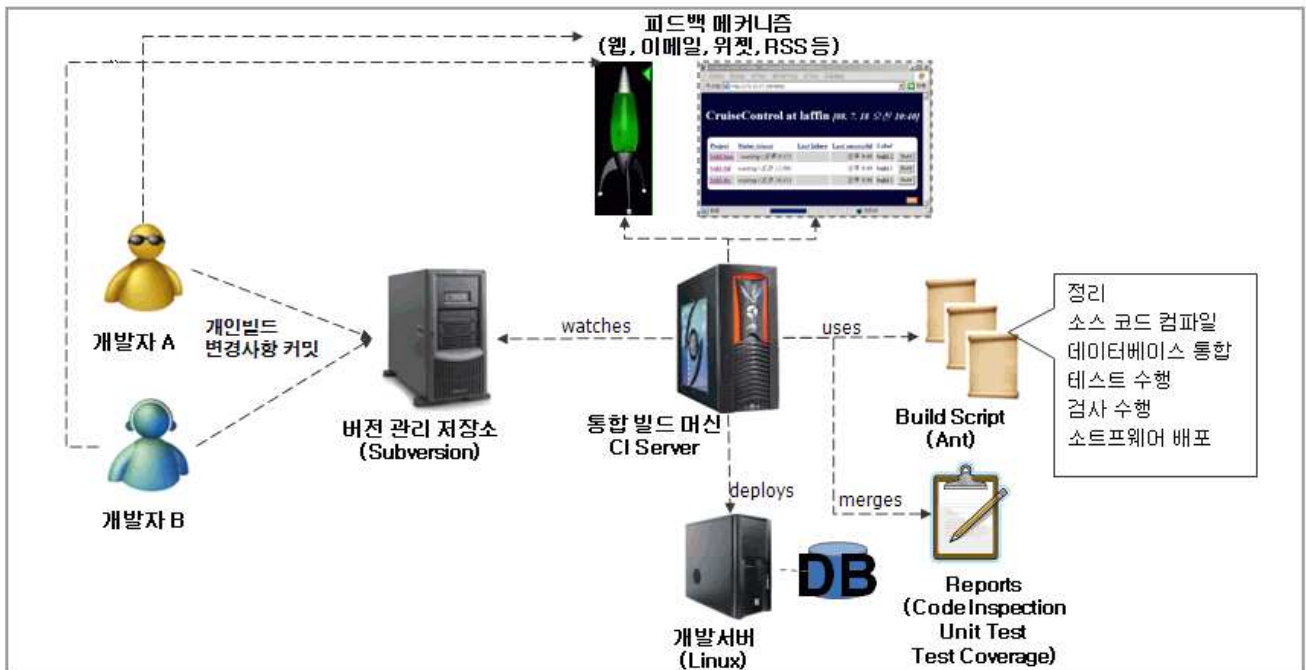 피드백 메커니즘
(웹, 이메일, 위젯, RSS 등)
CruiseControl at laffin
개발자 A
개인빌드
변경사항 커밋
개발자 B
watches
버전 관리 저장소
(Subversion)
통합 빌드 머신
CI Server
uses
Build Script
(Ant)
정리
소스 코드 컴파일
데이터베이스 통합
테스트 수행
검사 수행
소트프웨어 배포
deploys
merges
DB
개발서버
(Linux)
Reports
(Code Inspection
Unit Test
Test Coverage)